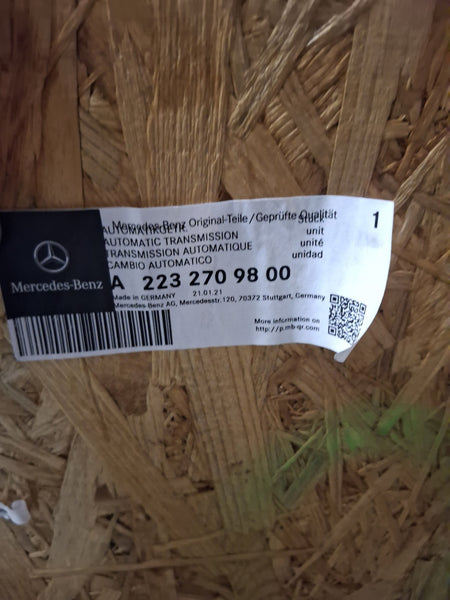 Mercedes-Benz Original-Teile / Geprüfte Qualität
AUTOMATIKGETR. Stück 1
AUTOMATIC TRANSMISSION unit
TRANSMISSION AUTOMATIQUE unité
CAMBIO AUTOMATICO unidad
A 223 270 98 00
Mercedes-Benz
Made in GERMANY 21.01.21
Mercedes-Benz AG, Mercedesstr.120, 70372 Stuttgart, Germany
More information on
http://p.mb-qr.com